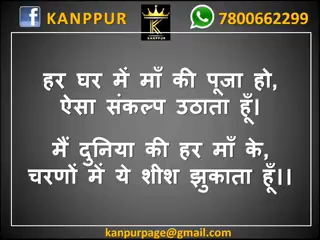 KANPPUR
KANPPUR
7800662299
हर घर में माँ की पूजा हो,
ऐसा संकल्प उठाता हूँ।
मैं दुनिया की हर माँ के,
चरणों में ये शीश झुकाता हूँ।।
kanpurpage@gmail.com